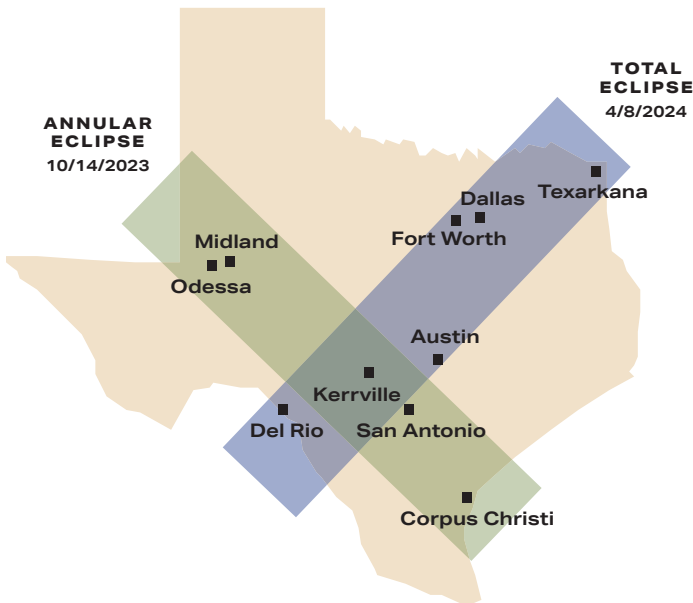 TOTAL
ECLIPSE
4/8/2024
ANNULAR
ECLIPSE
10/14/2023
Texarkana
Dallas
Fort Worth
Midland
Odessa
Austin
Kerrville
Del Rio
San Antonio
Corpus Christi